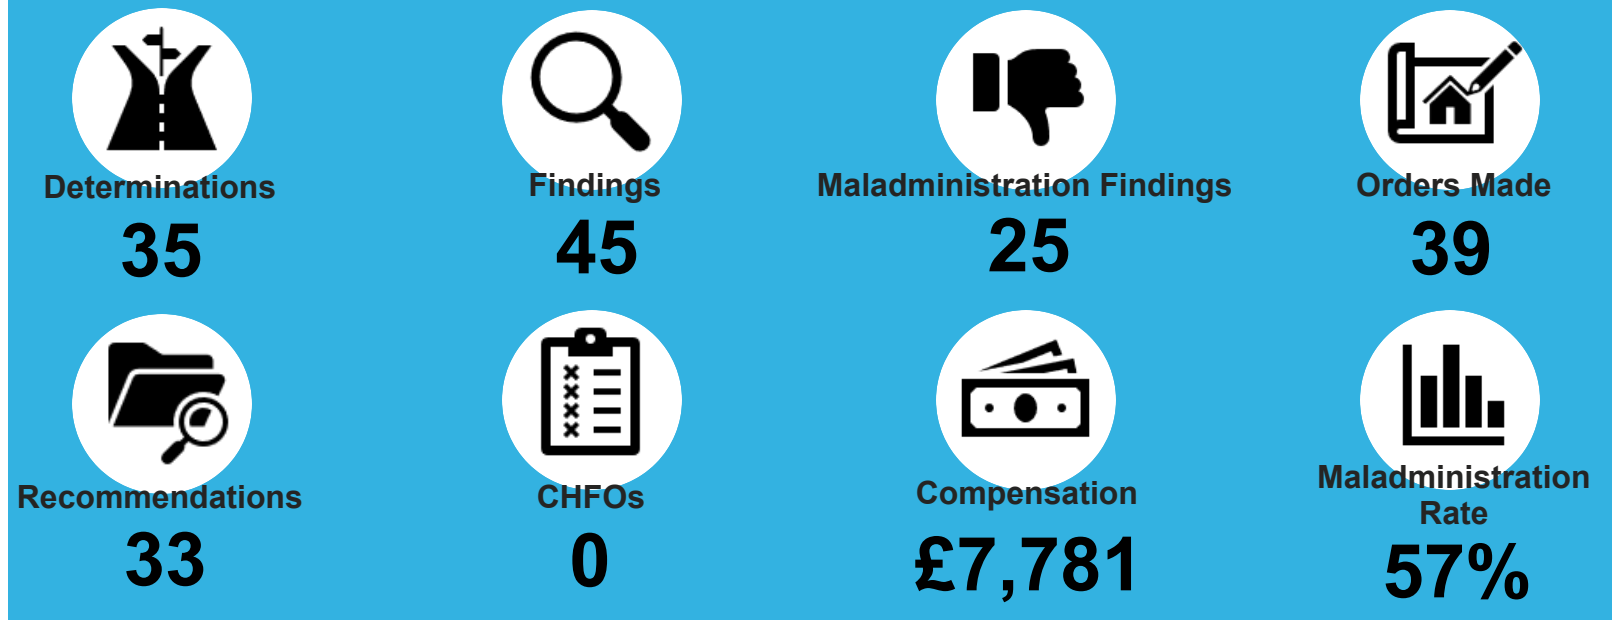 Determinations
35
Findings
45
Maladministration Findings
25
Orders Made
39
Recommendations
33
CHFOs
0
Compensation
£7,781
Maladministration
Rate
57%